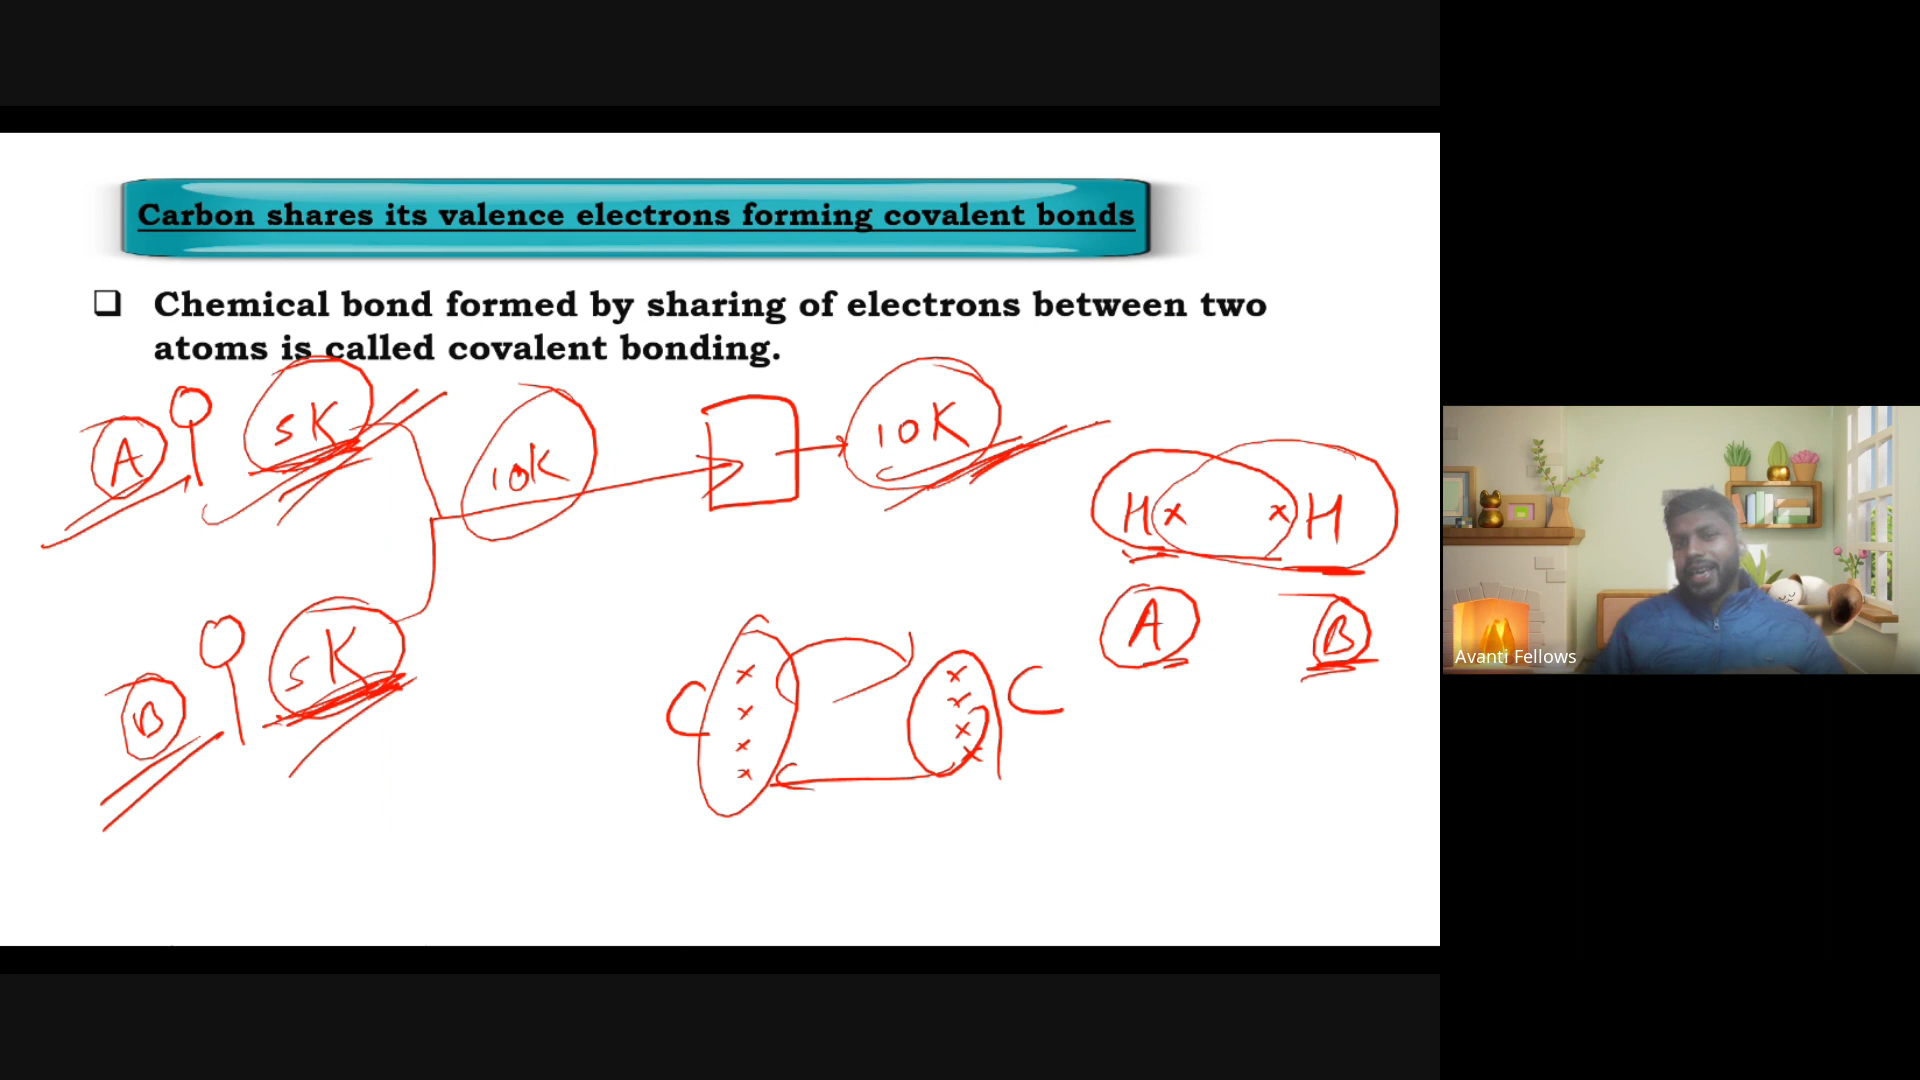 Carbon shares its valence electrons forming covalent bonds
❑ Chemical bond formed by sharing of electrons between two
atoms is called covalent bonding.
A 5K 10K 10K
H x x H
A B
B 5K
C x x x x x x x x C
Avanti Fellows